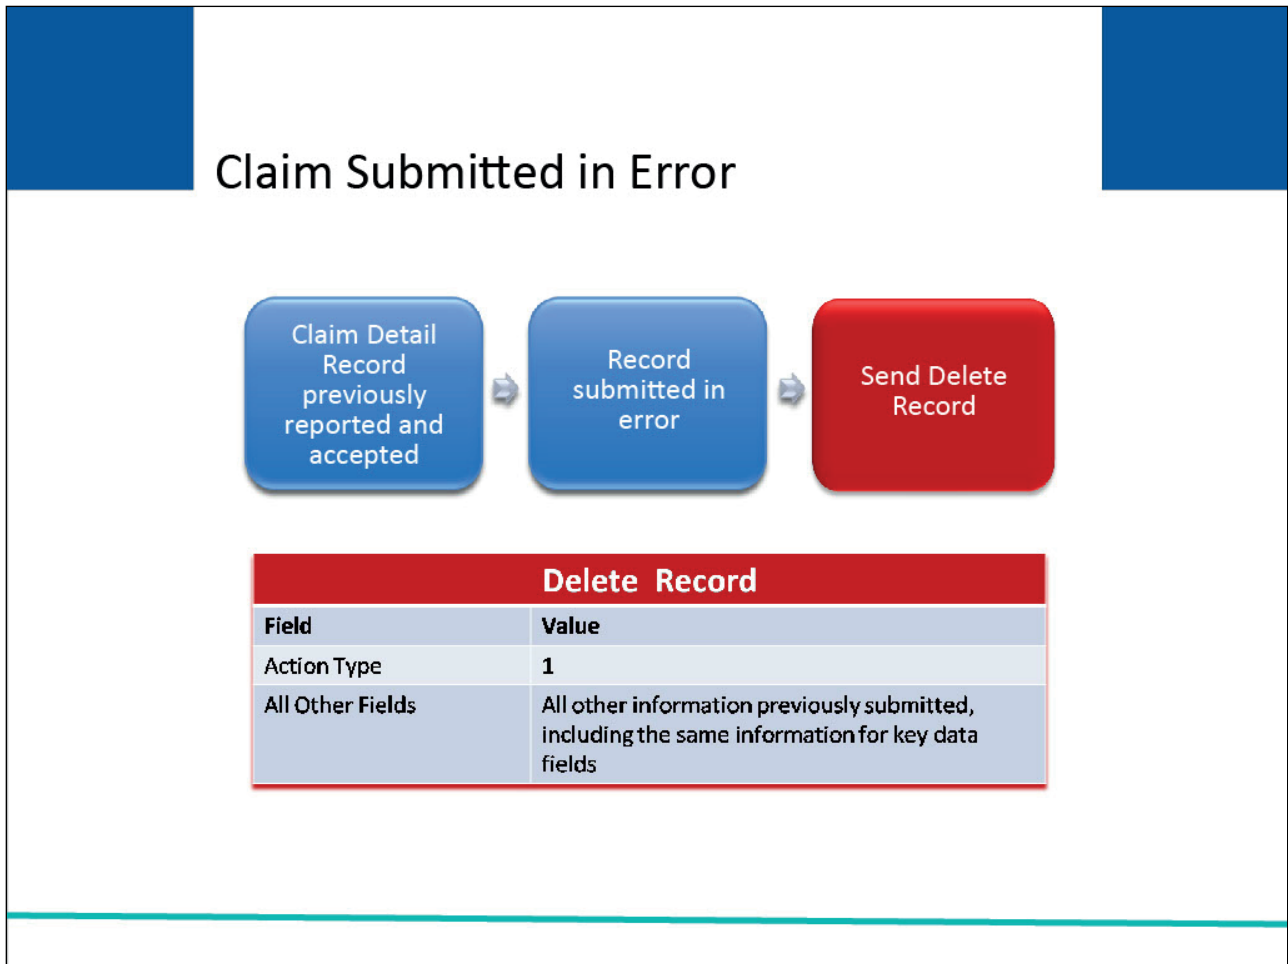 Claim Submitted in Error
Claim Detail
Record
previously
reported and
accepted
Record
submitted in
error
Send Delete
Record
Delete Record
Field Value
Action Type 1
All Other Fields All other information previously submitted,
including the same information for key data
fields